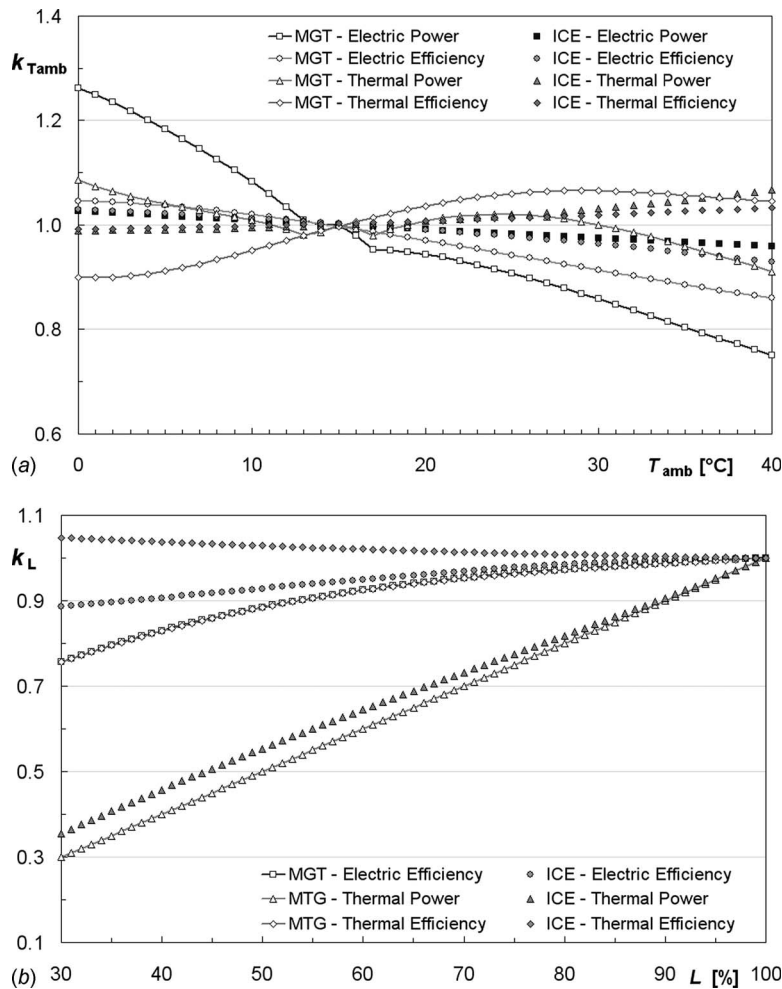 1.4
k Tamb
MGT - Electric Power
ICE - Electric Power
MGT - Electric Efficiency
ICE - Electric Efficiency
MGT - Thermal Power
ICE - Thermal Power
MGT - Thermal Efficiency
ICE - Thermal Efficiency
1.2
1.0
0.8
0.6
(a)
0
10
20
30
40
T amb [°C]
1.1
k L
0.9
0.7
0.5
0.3
0.1
MGT - Electric Efficiency
ICE - Electric Efficiency
MTG - Thermal Power
ICE - Thermal Power
MTG - Thermal Efficiency
ICE - Thermal Efficiency
(b)
30
40
50
60
70
80
90
100
L [%]